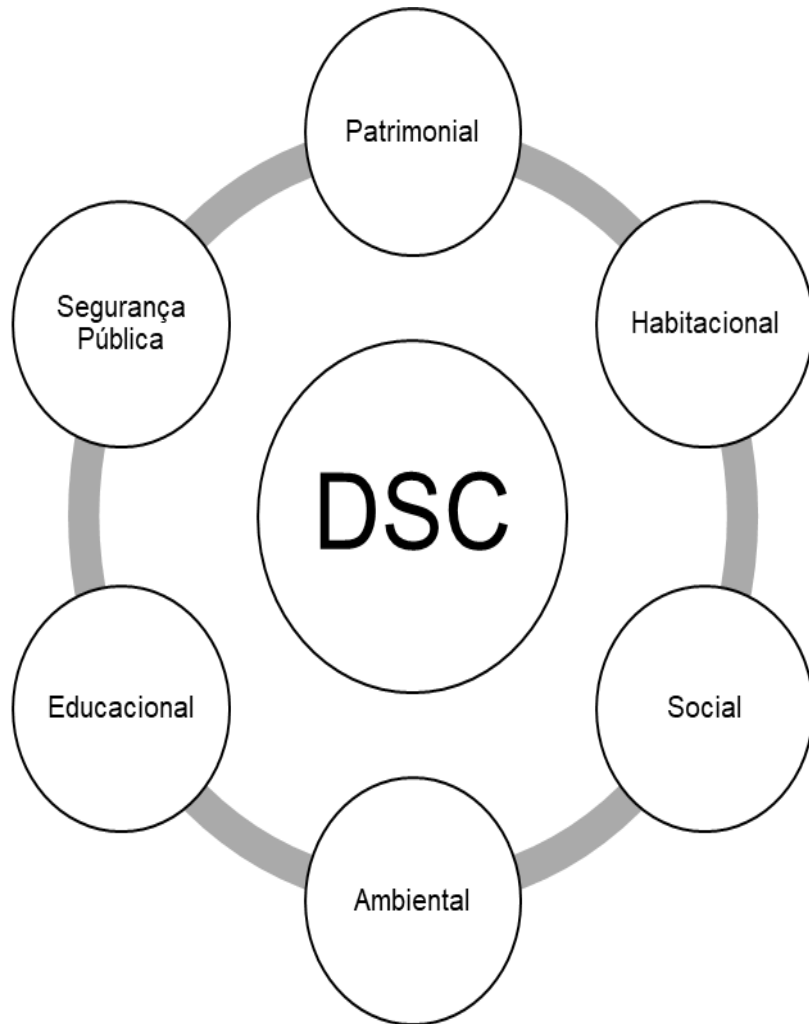 Patrimonial
Habitacional
Social
Ambiental
Educacional
Segurança
Pública
DSC